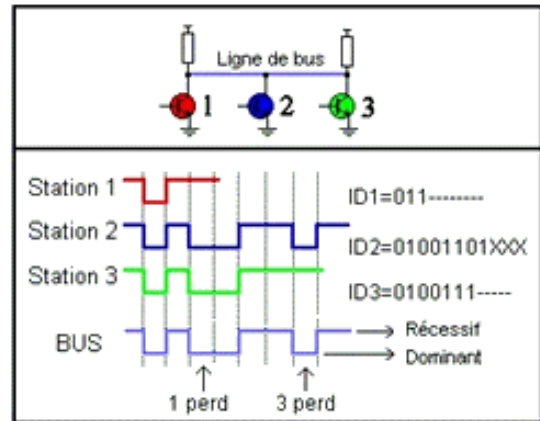 Ligne de bus
1 2 3
Station 1
ID1=011--------
Station 2
ID2=01001101XXX
Station 3
ID3=0100111-----
BUS
Récessif
Dominant
1 perd 3 perd